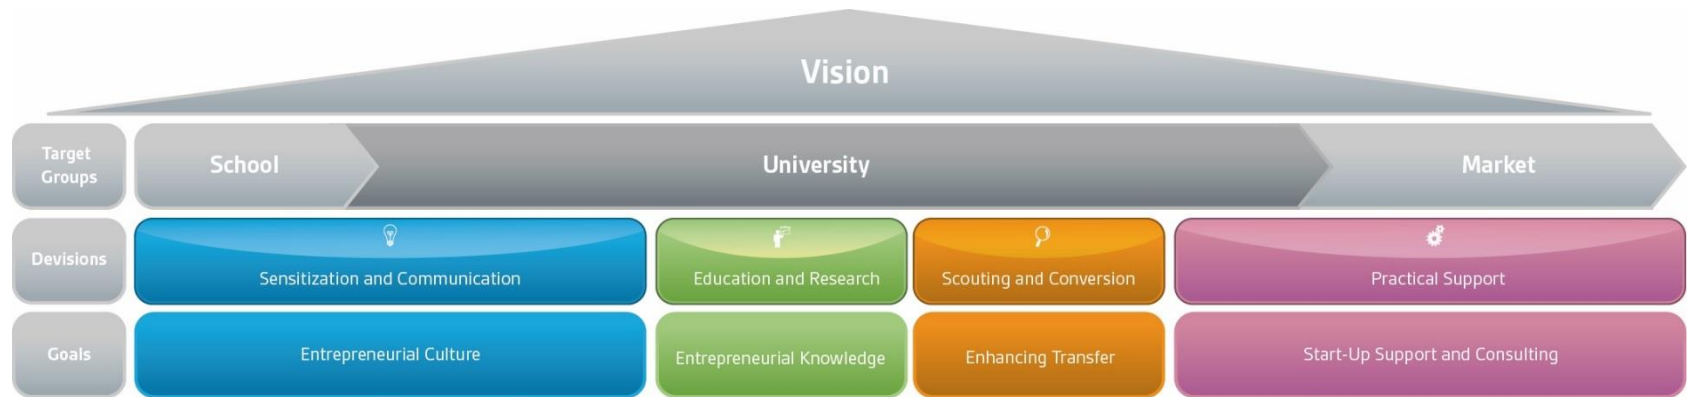 Vision
Target
Groups
School
University
Market
Devisions
Sensitization and Communication
Education and Research
Scouting and Conversion
Practical Support
Goals
Entrepreneurial Culture
Entrepreneurial Knowledge
Enhancing Transfer
Start-Up Support and Consulting